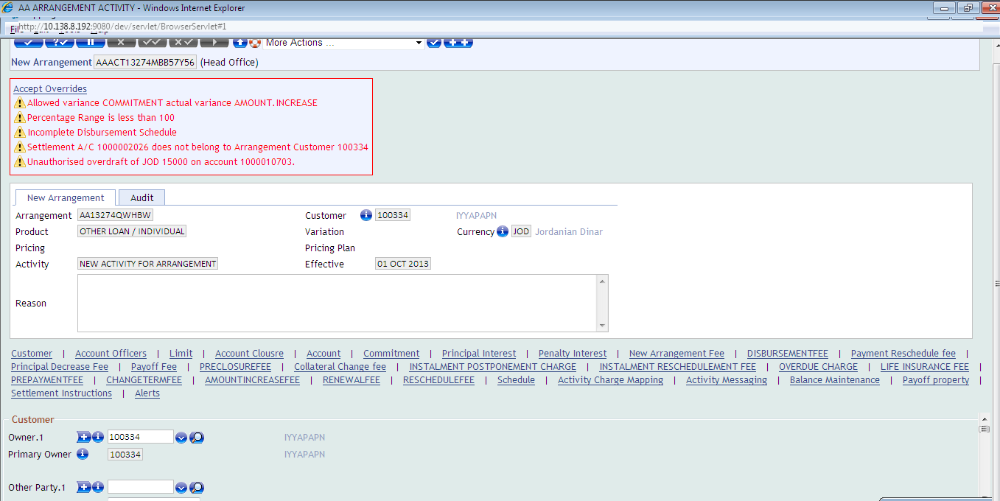 AA ARRANGEMENT ACTIVITY - Windows Internet Explorer
http://10.138.8.192:9080/dev/servlet/BrowserServlet#1
More Actions ...
New Arrangement AAACT13274MBB57Y56 (Head Office)
Accept Overrides
Allowed variance COMMITMENT actual variance AMOUNT.INCREASE
Percentage Range is less than 100
Incomplete Disbursement Schedule
Settlement A/C 1000002026 does not belong to Arrangement Customer 100334
Unauthorised overdraft of JOD 15000 on account 1000010703.
New Arrangement Audit
Arrangement AA13274QWHBW Customer 100334 IYYAPAPN
Product OTHER LOAN / INDIVIDUAL Variation Currency JOD Jordanian Dinar
Pricing Pricing Plan
Activity NEW ACTIVITY FOR ARRANGEMENT Effective 01 OCT 2013
Reason
Customer | Account Officers | Limit | Account Clousre | Account | Commitment | Principal Interest | Penalty Interest | New Arrangement Fee | DISBURSEMENTFEE | Payment Reschedule fee |
Principal Decrease Fee | Payoff Fee | PRECLOSUREFEE | Collateral Change fee | INSTALMENT POSTPONEMENT CHARGE | INSTALMENT RESCHEDULEMENT FEE | OVERDUE CHARGE | LIFE INSURANCE FEE |
PREPAYMENTFEE | CHANGETERMFEE | AMOUNTINCREASEFEE | RENEWALFEE | RESCHEDULEFEE | Schedule | Activity Charge Mapping | Activity Messaging | Balance Maintenance | Payoff property |
Settlement Instructions | Alerts
Customer
Owner.1 100334 IYYAPAPN
Primary Owner 100334 IYYAPAPN
Other Party.1